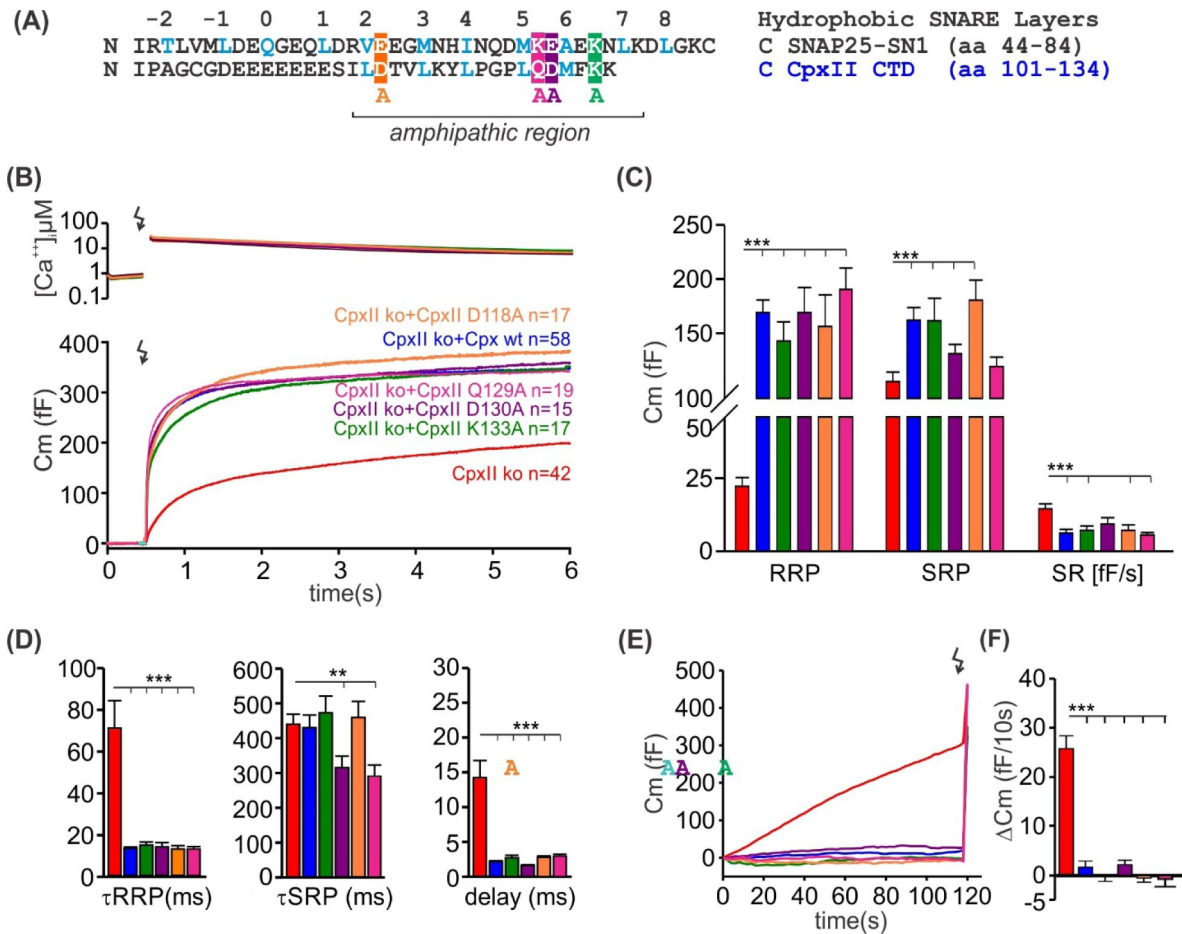 (A)
-2 -1 0 1 2 3 4 5 6 7 8
N IRTLVMLDEQGEQLDRVEEGMNHINQDMKEAEKNLKDLGKC
N IPAGCGDEEEEEEESILDTVLKYLPGPLQDMFKK
A A A A
amphipathic region
Hydrophobic SNARE Layers
C SNAP25-SN1 (aa 44-84)
C CpxII CTD (aa 101-134)
(B)
[Ca++]i µM
100
10
1
0.1
Cm (fF)
400
300
200
100
0
CpxII ko+CpxII D118A n=17
CpxII ko+Cpx wt n=58
CpxII ko+CpxII Q129A n=19
CpxII ko+CpxII D130A n=15
CpxII ko+CpxII K133A n=17
CpxII ko n=42
0 1 2 3 4 5 6
time(s)
(C)
Cm (fF)
250
200
150
100
50
25
0
*** *** ***
RRP SRP SR [fF/s]
(D)
100
80
60
40
20
0
***
τRRP(ms)
600
500
400
300
200
100
0
**
τSRP (ms)
30
25
20
15
10
5
0
***
A
delay (ms)
(E)
Cm (fF)
500
400
300
200
100
0
AA A
0 20 40 60 80 100 120
time(s)
(F)
ΔCm (fF/10s)
40
30
20
10
0
-5
***